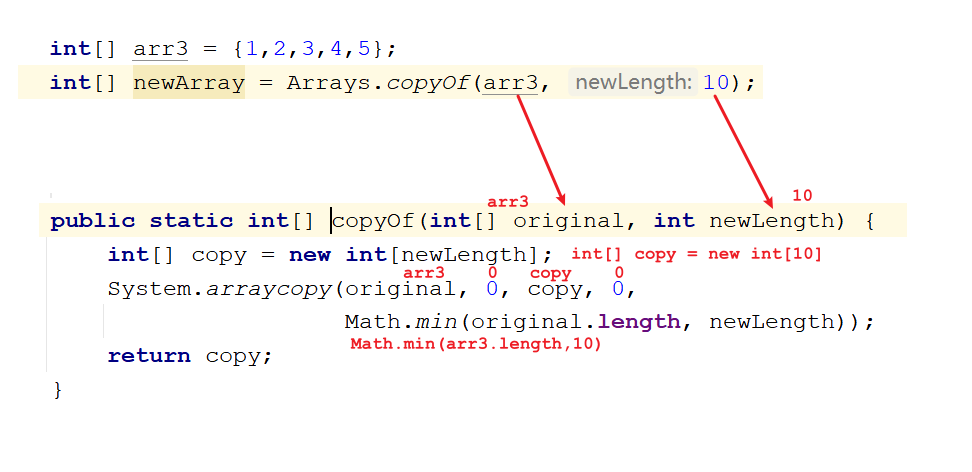 int[] arr3 = {1,2,3,4,5};
int[] newArray = Arrays.copyOf(arr3, newLength: 10);
arr3 10
public static int[] copyOf(int[] original, int newLength) {
int[] copy = new int[newLength]; int[] copy = new int[10]
arr3 0 copy 0
System.arraycopy(original, 0, copy, 0,
Math.min(original.length, newLength));
Math.min(arr3.length,10)
return copy;
}